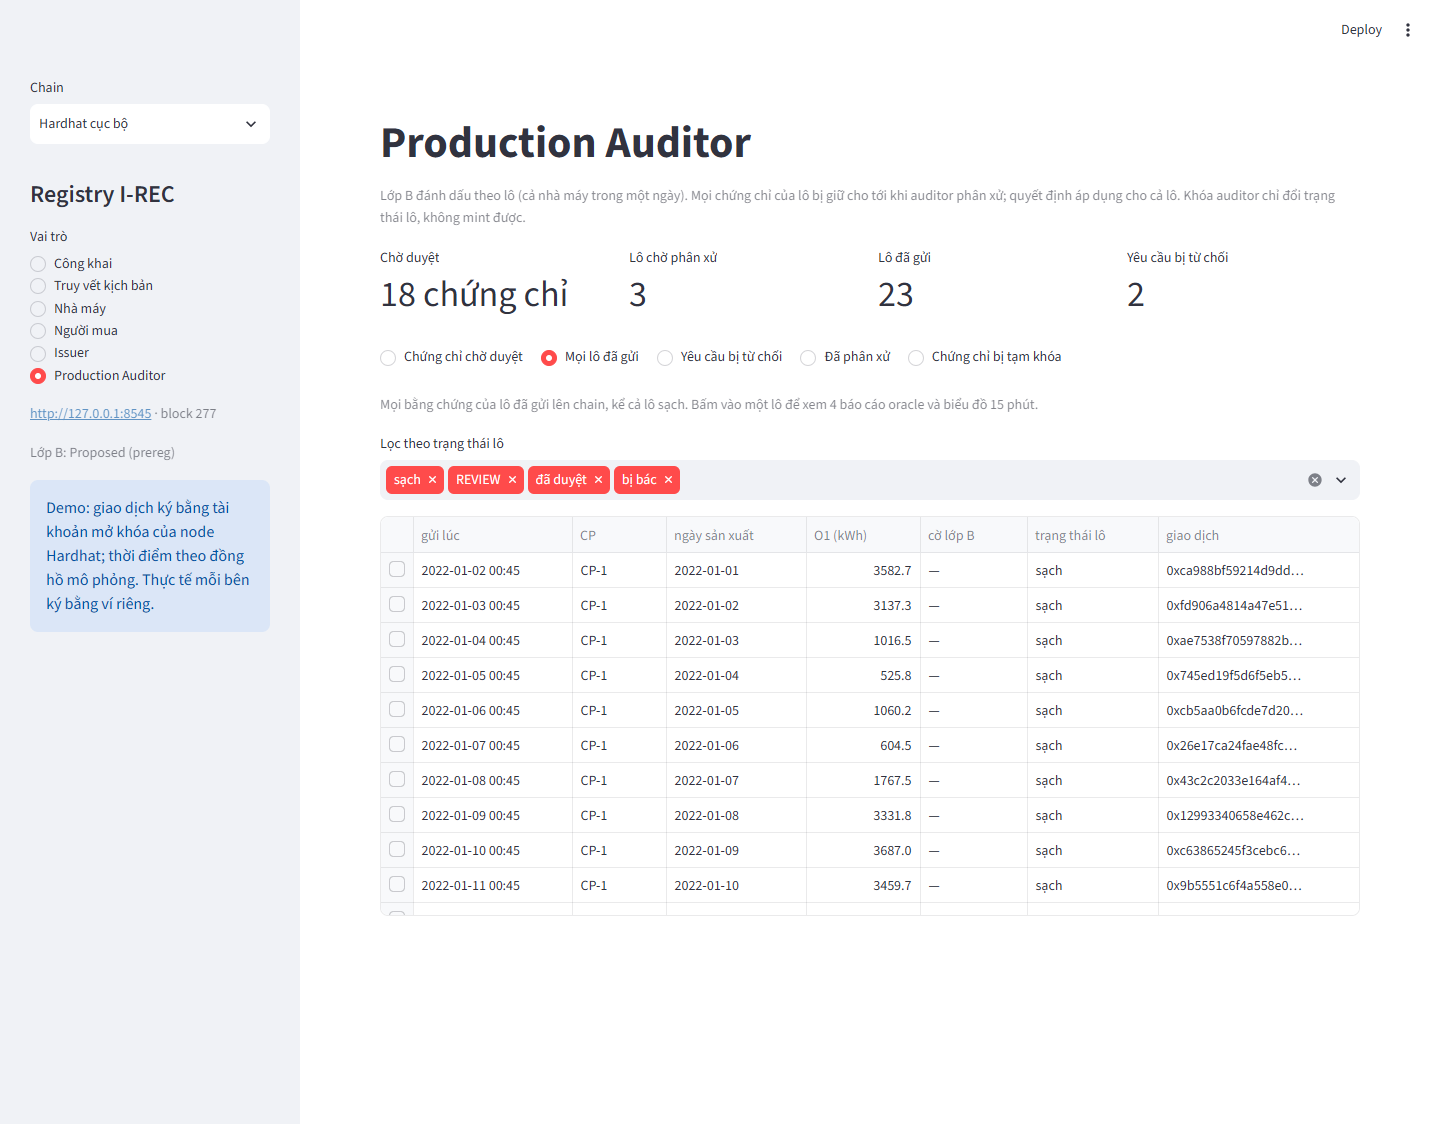 Deploy
Chain
Hardhat cục bộ
Registry I-REC
Vai trò
Công khai
Truy vết kịch bản
Nhà máy
Người mua
Issuer
Production Auditor
http://127.0.0.1:8545 · block 277
Lớp B: Proposed (prereg)
Demo: giao dịch ký bằng tài
khoản mở khóa của node
Hardhat; thời điểm theo đồng
hồ mô phỏng. Thực tế mỗi bên
ký bằng ví riêng.
Production Auditor
Lớp B đánh dấu theo lô (cả nhà máy trong một ngày). Mọi chứng chỉ của lô bị giữ cho tới khi auditor phân xử; quyết định áp dụng cho cả lô. Khóa auditor chỉ đổi trạng
thái lô, không mint được.
Chờ duyệt Lô chờ phân xử Lô đã gửi Yêu cầu bị từ chối
18 chứng chỉ 3 23 2
Chứng chỉ chờ duyệt Mọi lô đã gửi Yêu cầu bị từ chối Đã phân xử Chứng chỉ bị tạm khóa
Mọi bằng chứng của lô đã gửi lên chain, kể cả lô sạch. Bấm vào một lô để xem 4 báo cáo oracle và biểu đồ 15 phút.
Lọc theo trạng thái lô
sạch × REVIEW × đã duyệt × bị bác ×
gửi lúc CP ngày sản xuất O1 (kWh) cờ lớp B trạng thái lô giao dịch
2022-01-02 00:45 CP-1 2022-01-01 3582.7 — sạch 0xca988bf59214d9dd…
2022-01-03 00:45 CP-1 2022-01-02 3137.3 — sạch 0xfd906a4814a47e51…
2022-01-04 00:45 CP-1 2022-01-03 1016.5 — sạch 0xae7538f70597882b…
2022-01-05 00:45 CP-1 2022-01-04 525.8 — sạch 0x745ed19f5d6f5eb5…
2022-01-06 00:45 CP-1 2022-01-05 1060.2 — sạch 0xcb5aa0b6fcde7d20…
2022-01-07 00:45 CP-1 2022-01-06 604.5 — sạch 0x26e17ca24fae48fc…
2022-01-08 00:45 CP-1 2022-01-07 1767.5 — sạch 0x43c2c2033e164af4…
2022-01-09 00:45 CP-1 2022-01-08 3331.8 — sạch 0x12993340658e462c…
2022-01-10 00:45 CP-1 2022-01-09 3687.0 — sạch 0xc63865245f3cebc6…
2022-01-11 00:45 CP-1 2022-01-10 3459.7 — sạch 0x9b5551c6f4a558e0…